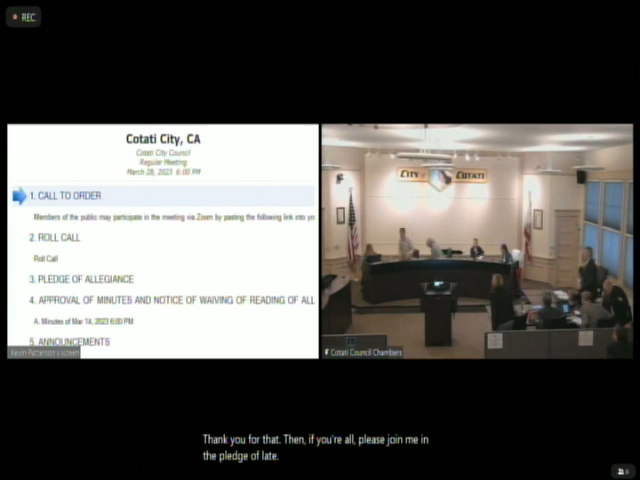 REC
Cotati City, CA
Cotati City Council
Regular Meeting
March 28, 2023 6:00 PM
1. CALL TO ORDER
Members of the public may participate in the meeting via Zoom by pasting the following link into yo
2. ROLL CALL
Roll Call
3. PLEDGE OF ALLEGIANCE
4. APPROVAL OF MINUTES AND NOTICE OF WAIVING OF READING OF ALL
A. Minutes of Mar 14, 2023 6:00 PM
5. ANNOUNCEMENTS
Kevin Patterson's screen
CITY of COTATI
Cotati Council Chambers
Thank you for that. Then, if you're all, please join me in
the pledge of late.